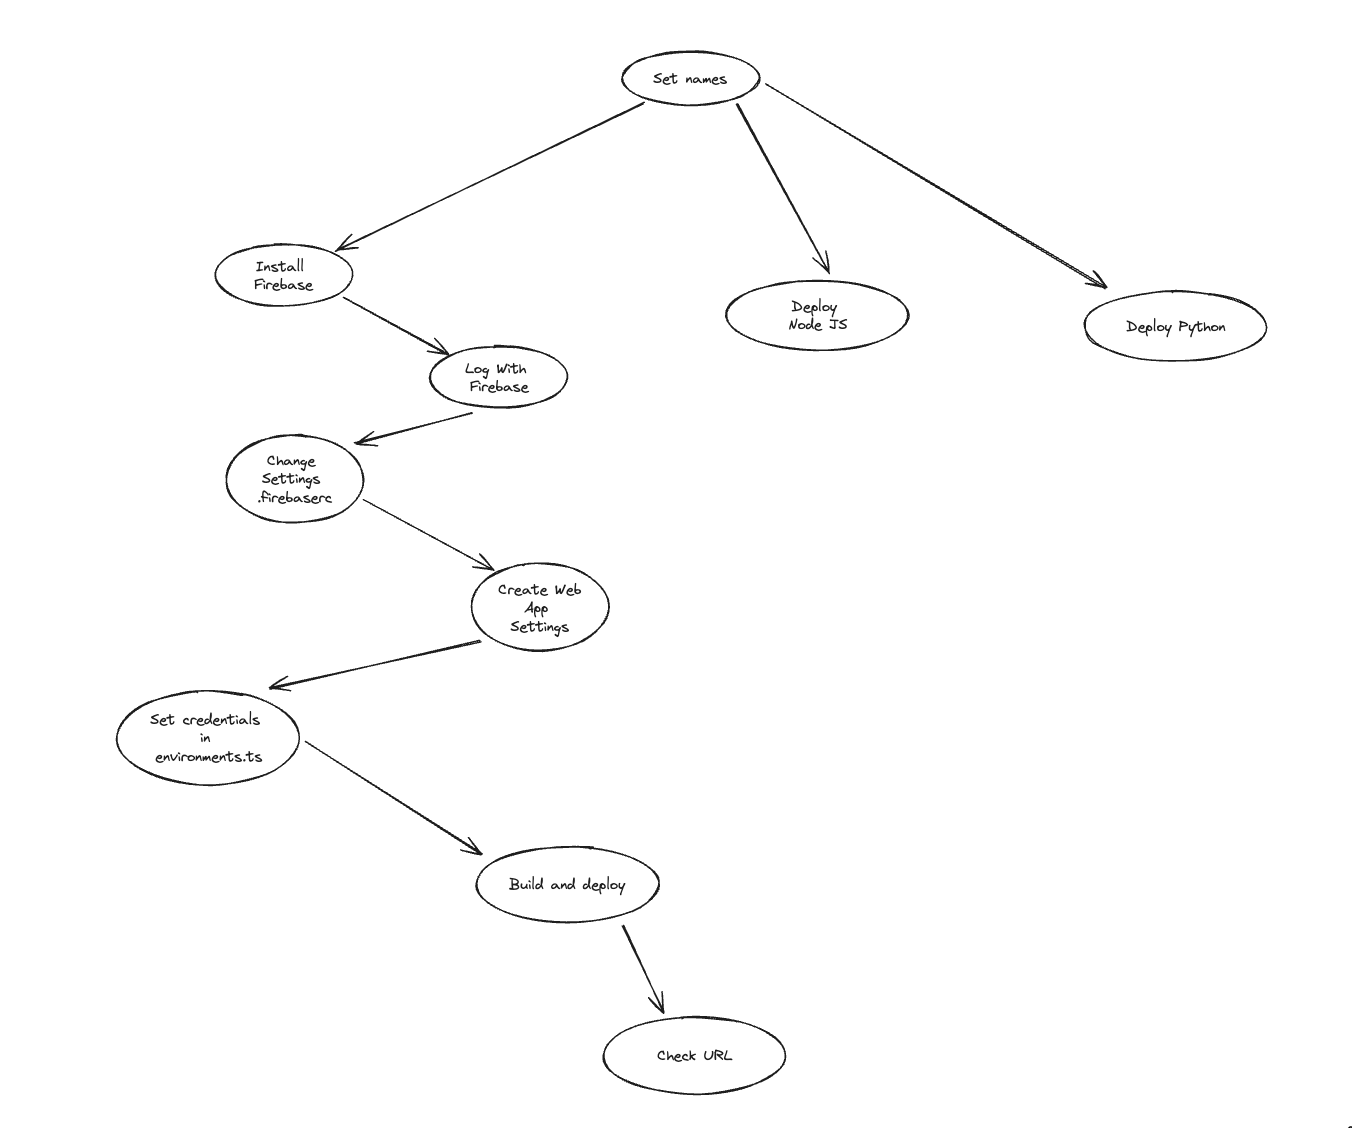 Set names
Install
Firebase
Deploy
Node JS
Deploy Python
Log With
Firebase
Change
Settings
.firebaserc
Create Web
App
Settings
Set credentials
in
environments.ts
Build and deploy
Check URL